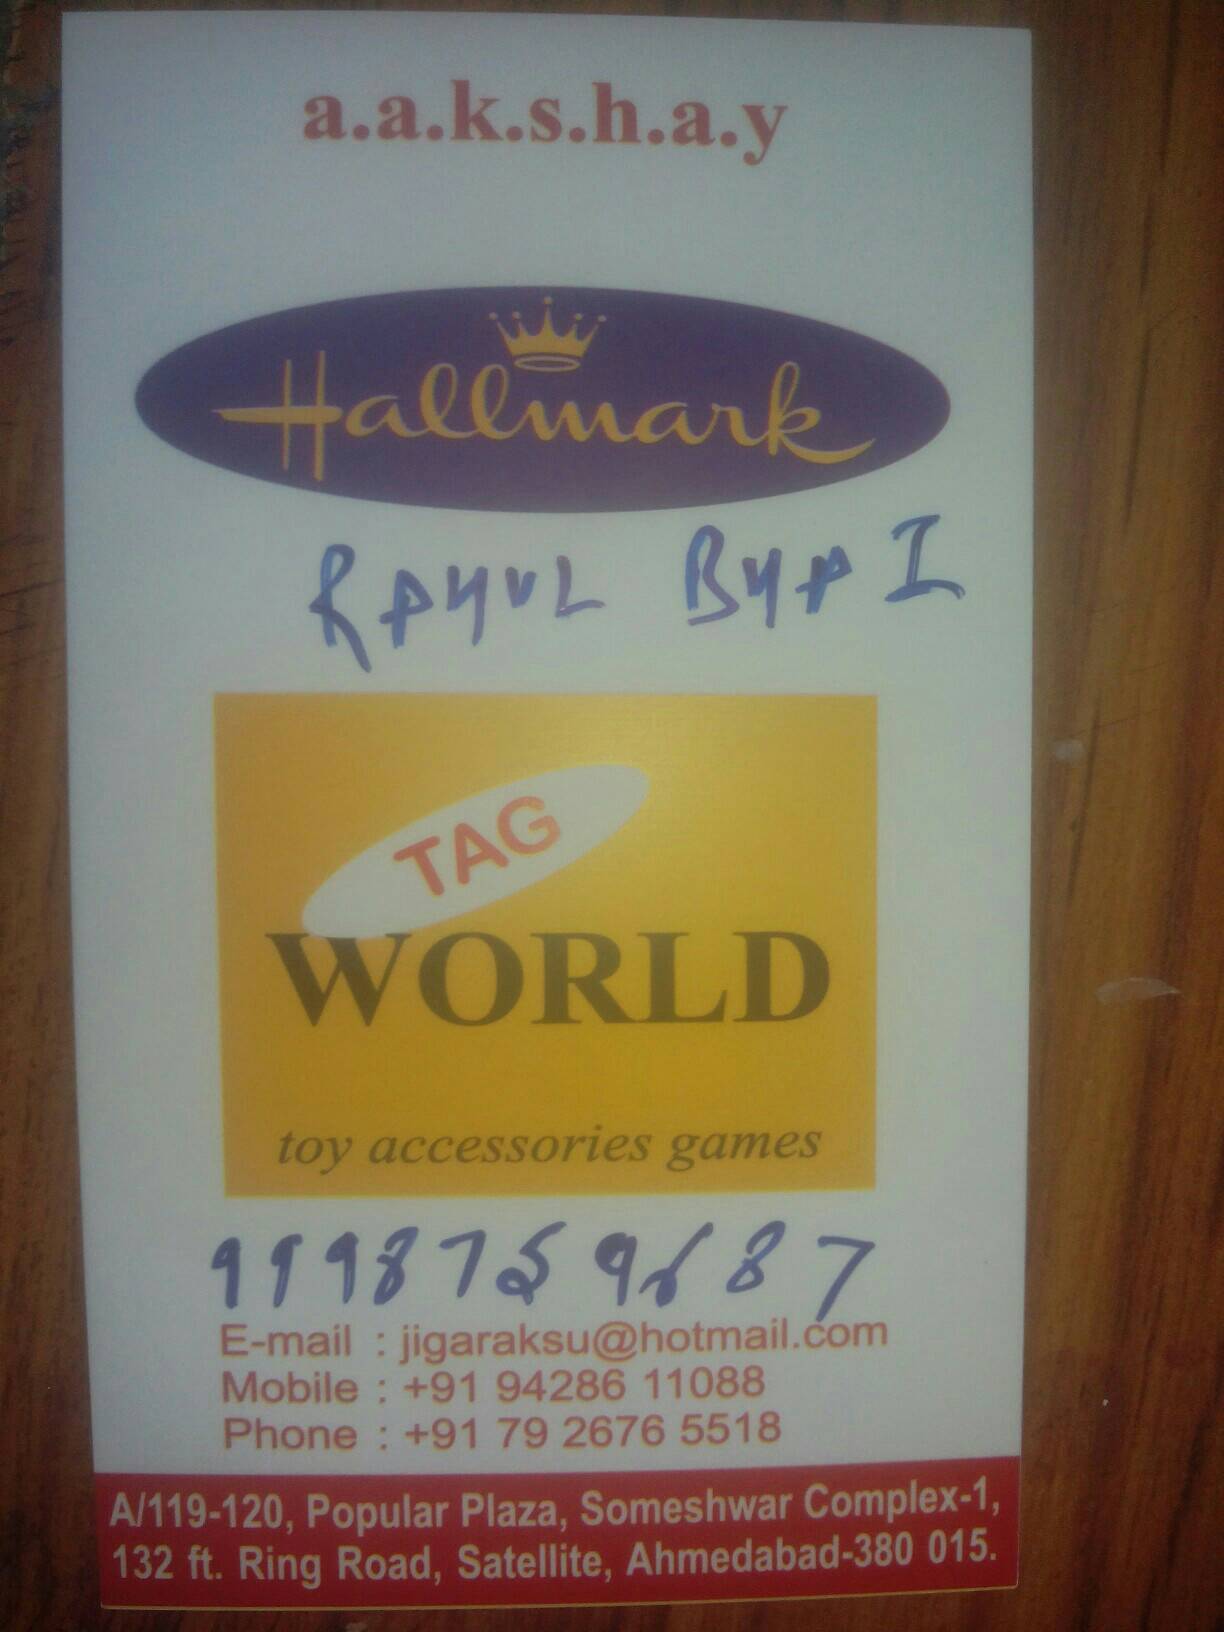 a.a.k.s.h.a.y
Hallmark
RAHUL BHAI
TAG
WORLD
toy accessories games
E-mail : jigaraksu@hotmail.com
Mobile : +91 94286 11088
Phone : +91 79 2676 5518
A/119-120, Popular Plaza, Someshwar Complex-1,
132 ft. Ring Road, Satellite, Ahmedabad-380 015.